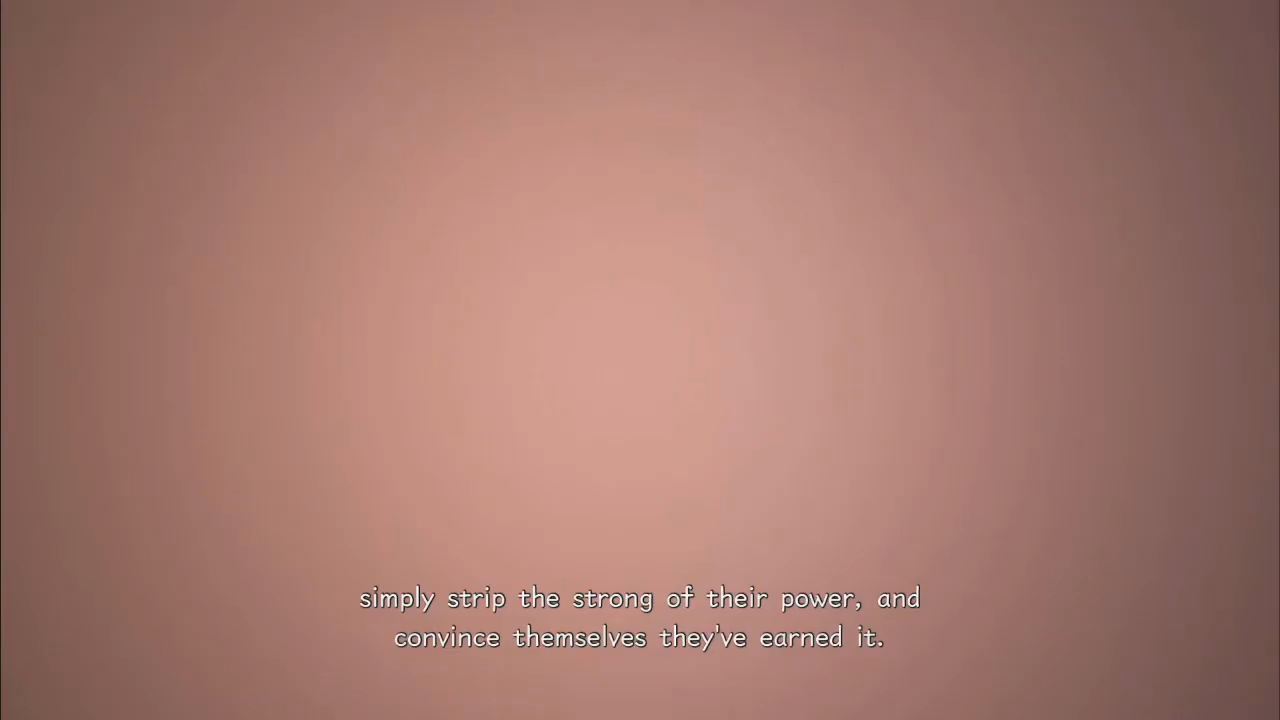 simply strip the strong of their power, and
convince themselves they've earned it.